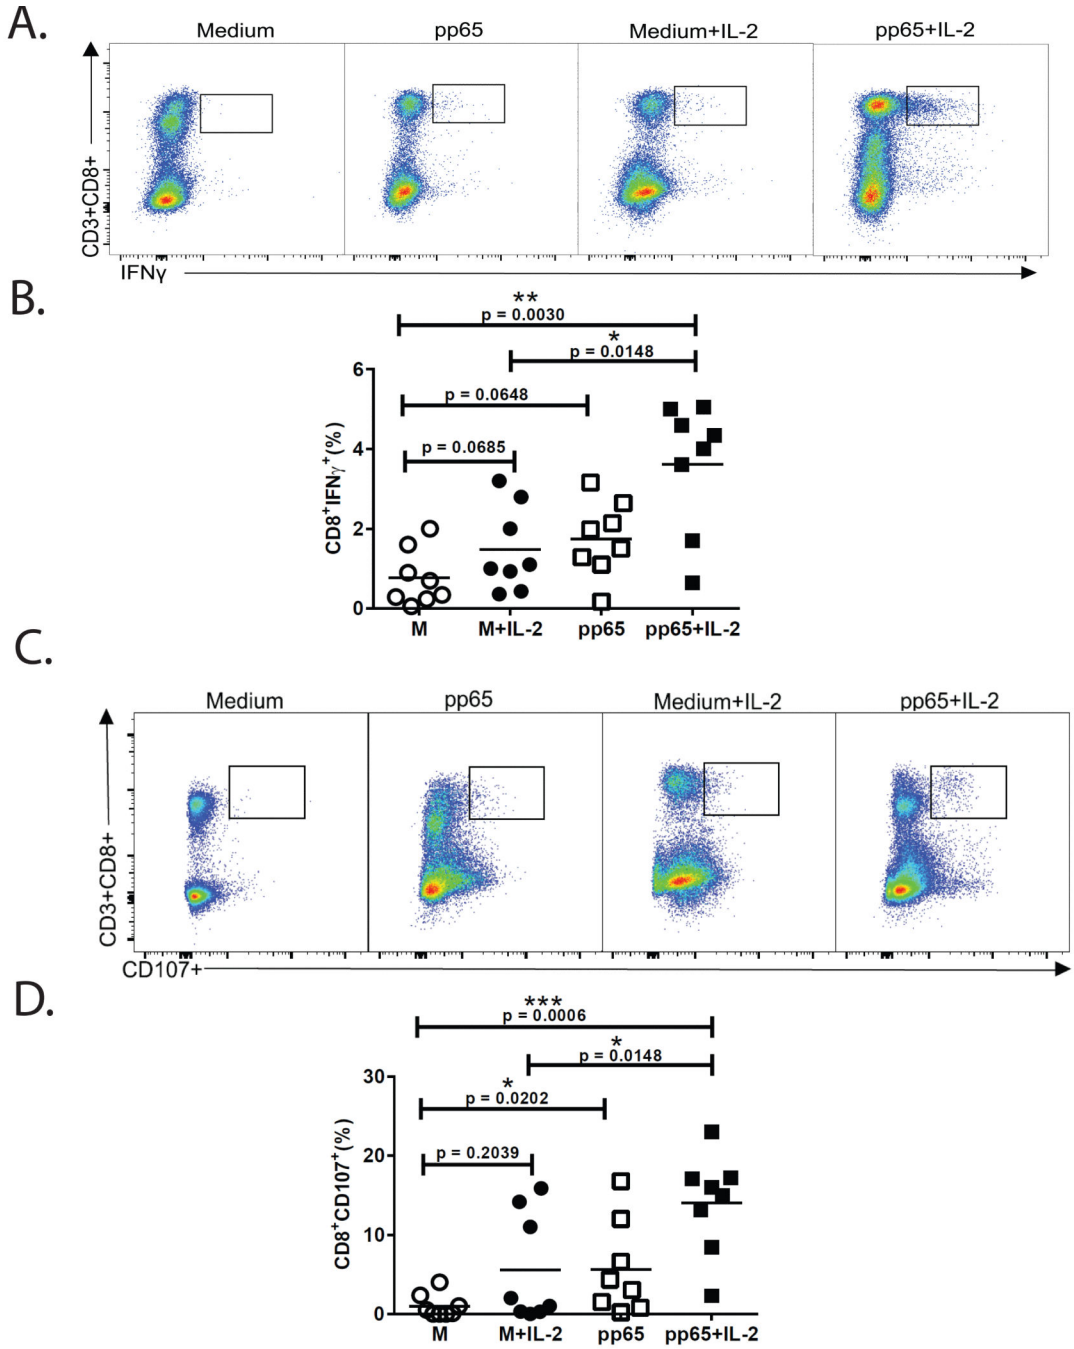 A.
Medium pp65 Medium+IL-2 pp65+IL-2
CD3+CD8+
IFNγ
B.
**
p = 0.0030
*
p = 0.0148
p = 0.0648
p = 0.0685
CD8+IFNγ+(%)
6
4
2
0
M M+IL-2 pp65 pp65+IL-2
C.
Medium pp65 Medium+IL-2 pp65+IL-2
CD3+CD8+
CD107+
D.
***
p = 0.0006
*
p = 0.0148
*
p = 0.0202
p = 0.2039
CD8+CD107+(%)
30
20
10
0
M M+IL-2 pp65 pp65+IL-2